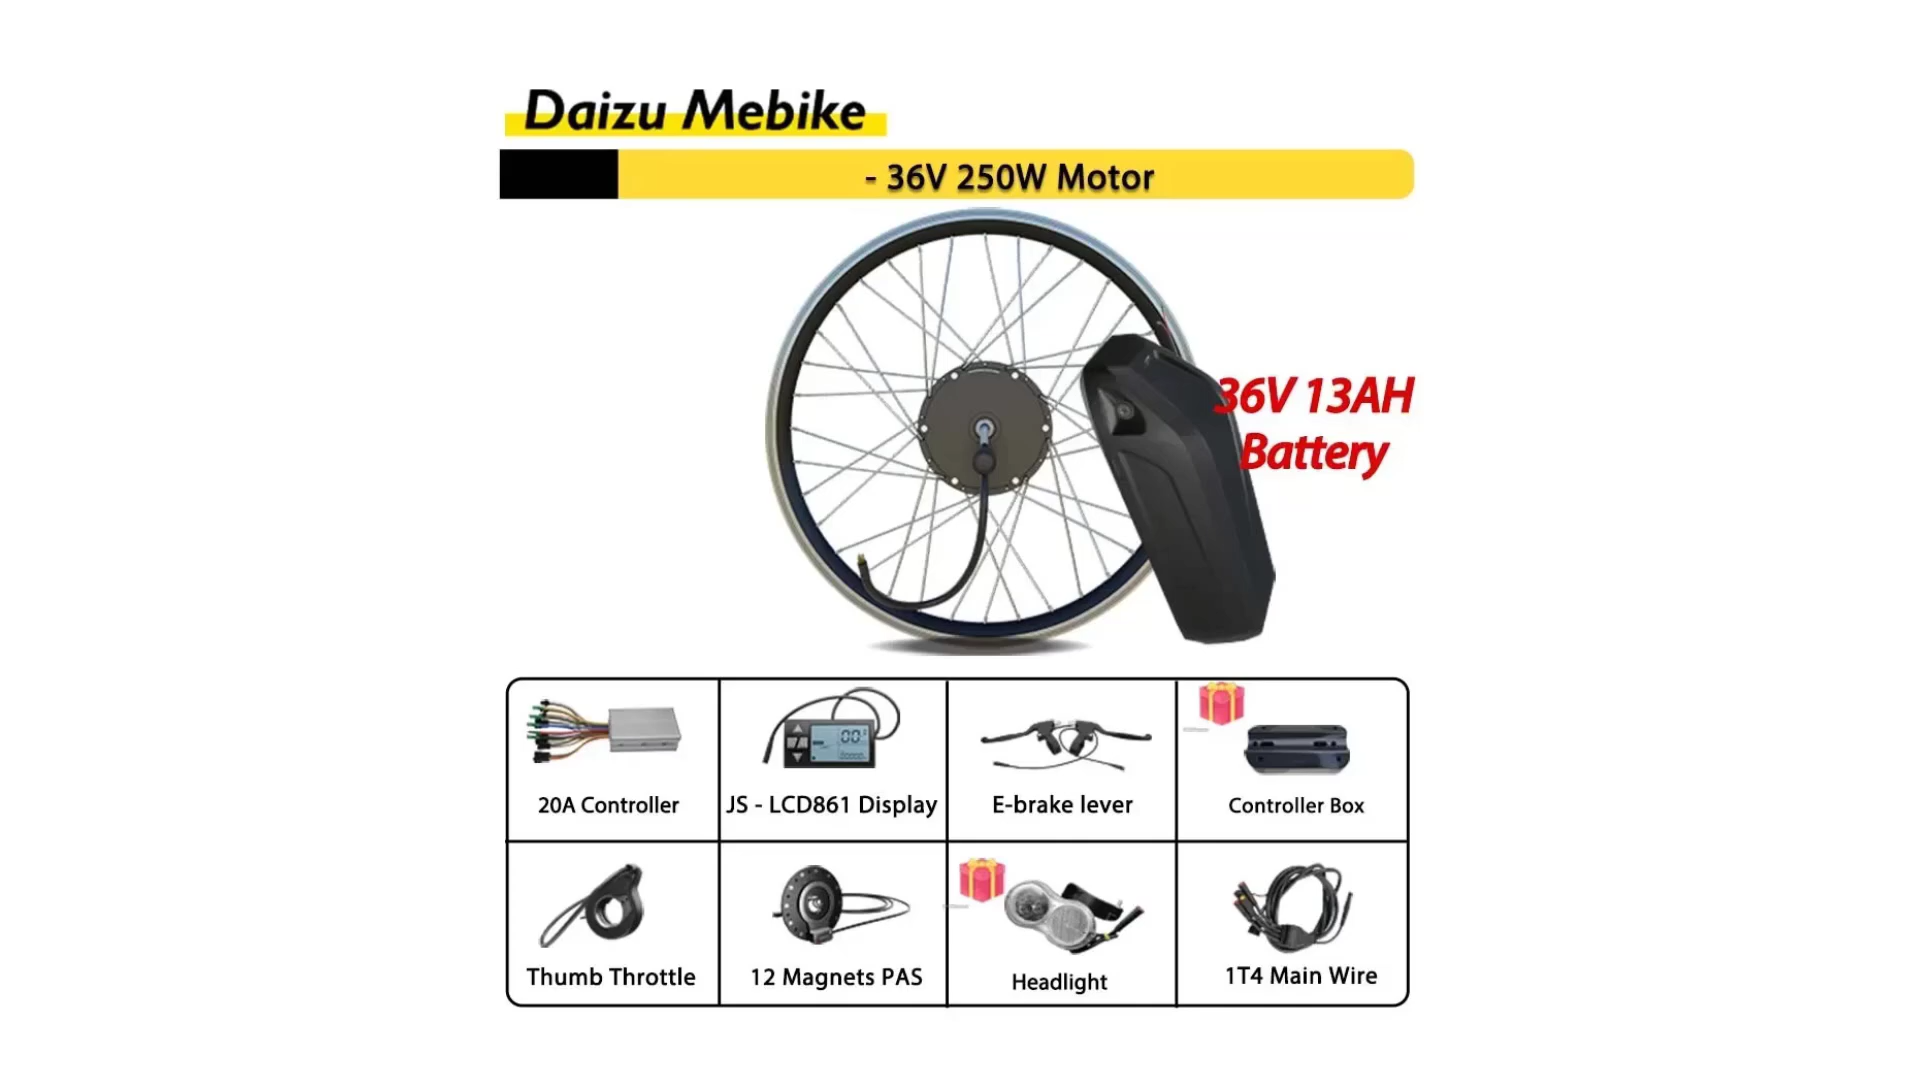 Daizu Mebike
- 36V 250W Motor
36V 13AH
Battery
20A Controller
JS - LCD861 Display
E-brake lever
Controller Box
Thumb Throttle
12 Magnets PAS
Headlight
1T4 Main Wire